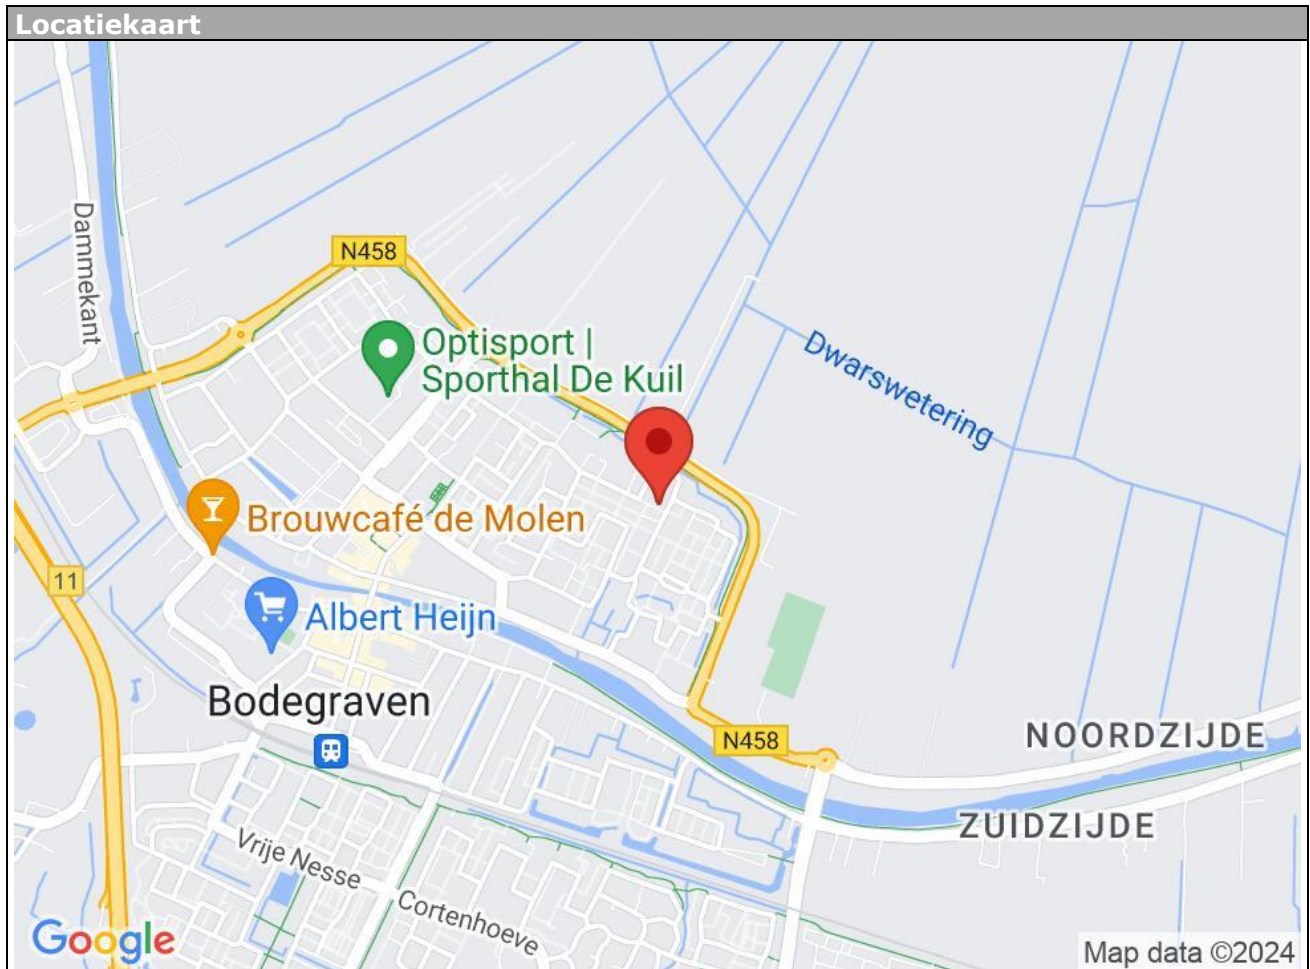 Locatiekaart
Dammekant
N458
Optisport |
Sporthal De Kuil
Dwarswetering
Brouwcafé de Molen
11
Albert Heijn
Bodegraven
N458
NOORDZIJDE
ZUIDZIJDE
Vrije Nesse
Cortenhoeve
Google
Map data ©2024